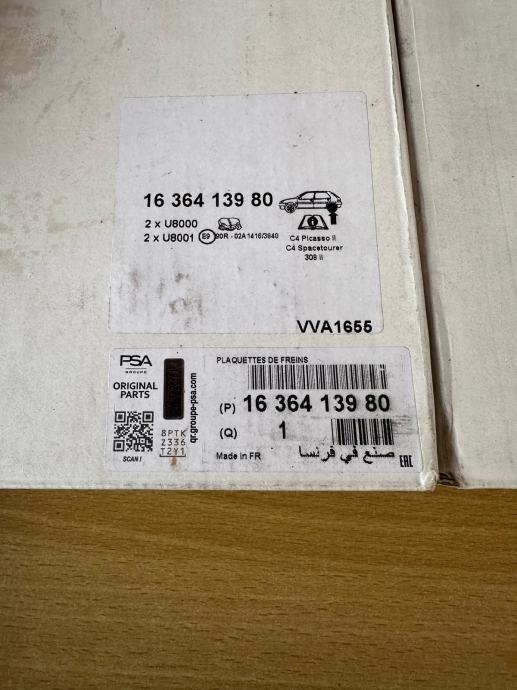 16 364 139 80
2 x U8000
2 x U8001 E9 90R - 02A1416/3840
C4 Picasso II
C4 Spacetourer
308 II
VVA1655
PSA
GROUPE
ORIGINAL
PARTS
SCAN !
8PTK
Z336
T2Y1
qr.groupe-psa.com
PLAQUETTES DE FREINS
(P) 16 364 139 80
(Q) 1
Made in FR صنع في فرنسا EAC